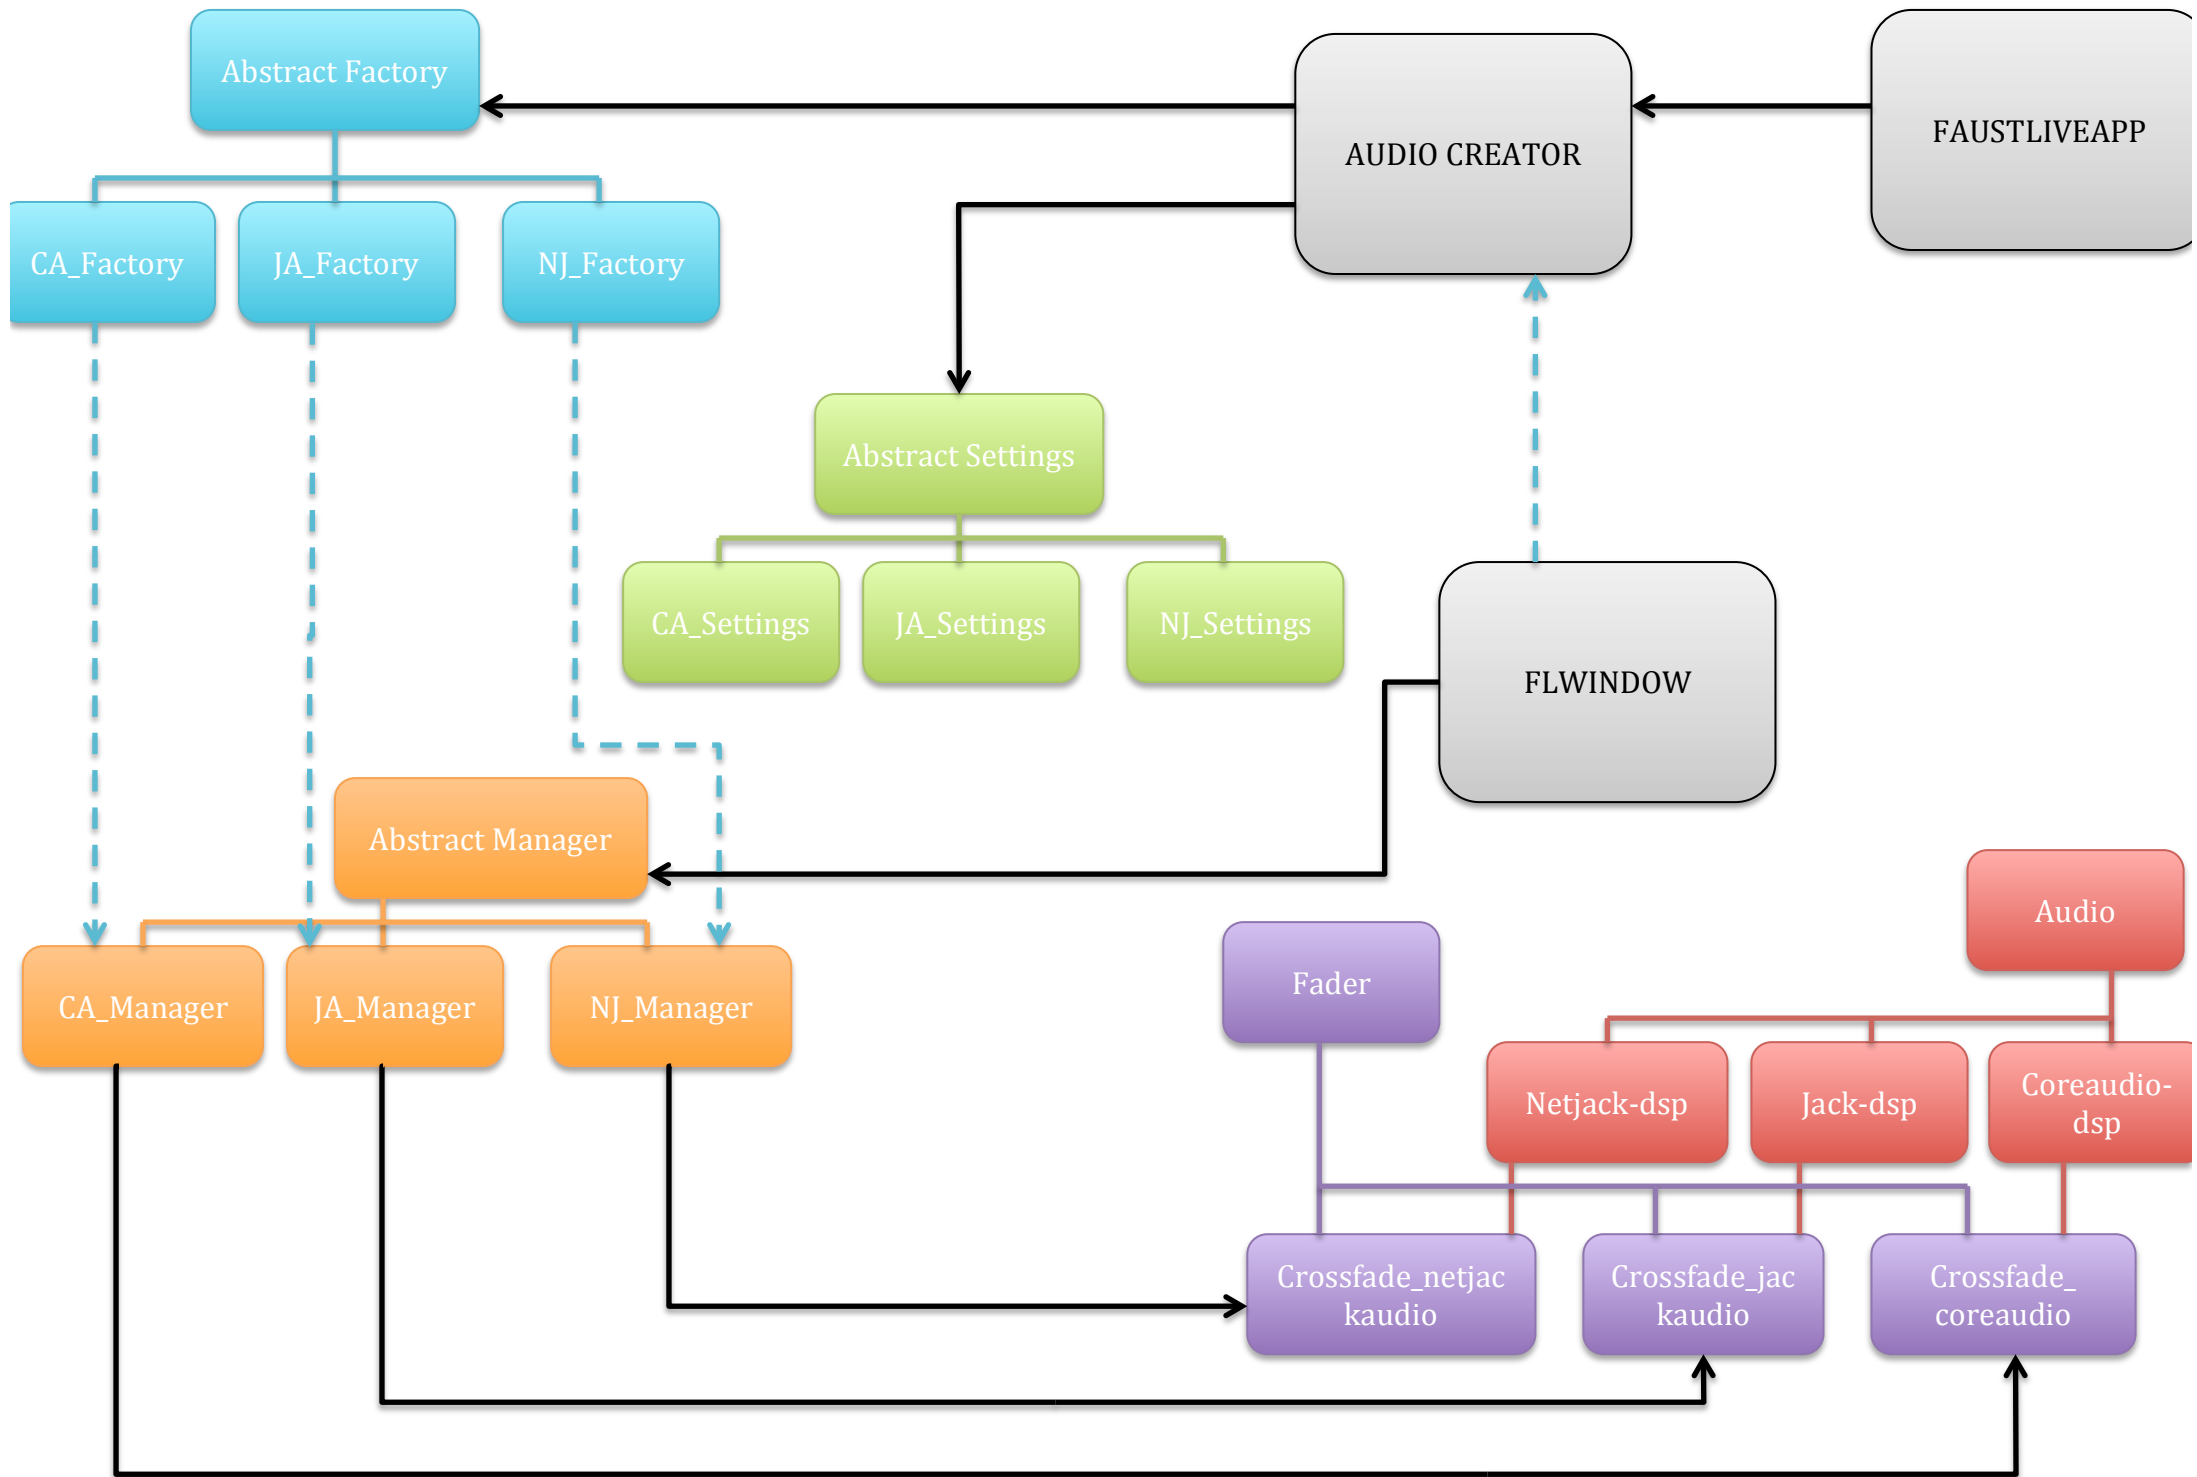 Abstract Factory
AUDIO CREATOR
FAUSTLIVEAPP
CA_Factory
JA_Factory
NJ_Factory
Abstract Settings
CA_Settings
JA_Settings
NJ_Settings
FLWINDOW
Abstract Manager
CA_Manager
JA_Manager
NJ_Manager
Fader
Audio
Netjack-dsp
Jack-dsp
Coreaudio-
dsp
Crossfade_netjac
kaudio
Crossfade_jac
kaudio
Crossfade_
coreaudio